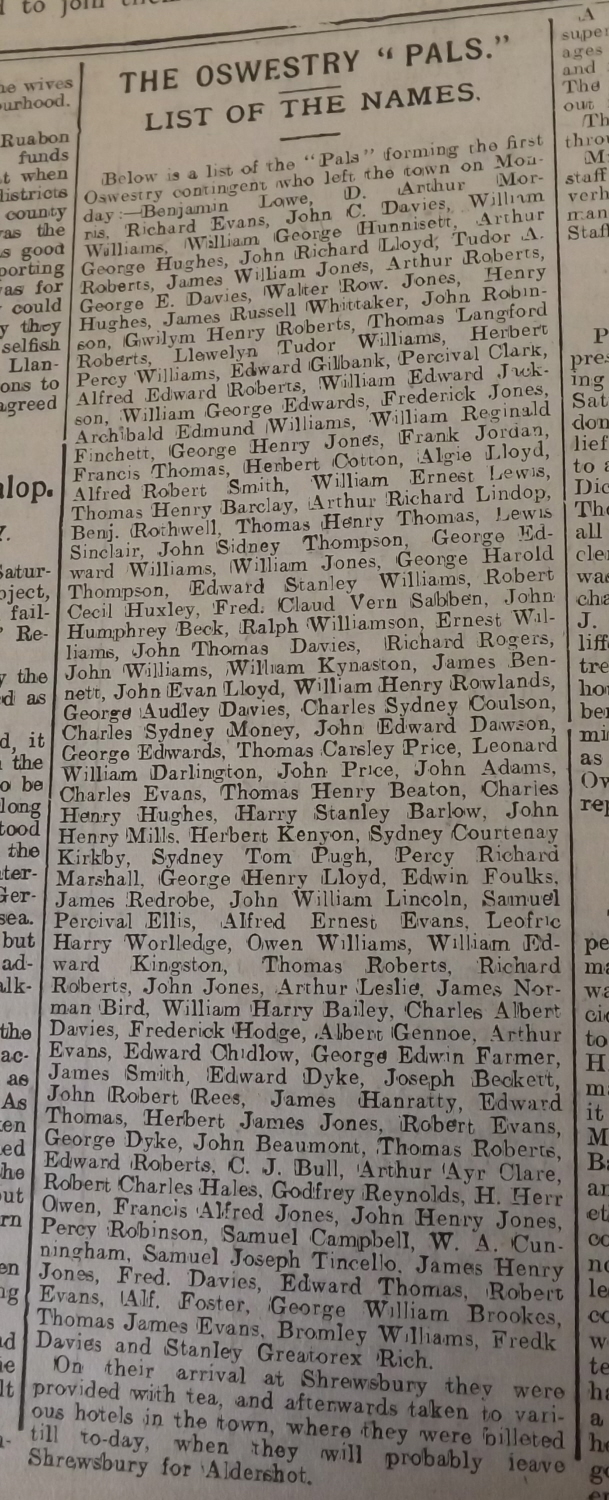 THE OSWESTRY "PALS."
LIST OF THE NAMES.
Below is a list of the "Pals" forming the first
Oswestry contingent who left the town on Mon-
day:—Benjamin Lowe, D. Arthur Mor-
ris, Richard Evans, John C. Davies, William
Williams, William George Hunnisett, Arthur
George Hughes, John Richard Lloyd, Tudor A.
Roberts, James William Jones, Arthur Roberts,
George E. Davies, Walter Row. Jones, Henry
Hughes, James Russell Whittaker, John Robin-
son, Gwilym Henry Roberts, Thomas Langford
Roberts, Llewelyn Tudor Williams, Herbert
Percy Williams, Edward Gilbank, Percival Clark,
Alfred Edward Roberts, William Edward Juck-
son, William George Edwards, Frederick Jones,
Archibald Edmund Williams, William Reginald
Finchett, George Henry Jones, Frank Jordan,
Francis Thomas, Herbert Cotton, Algie Lloyd,
Alfred Robert Smith, William Ernest Lewis,
Thomas Henry Barclay, Arthur Richard Lindop,
Benj. Rothwell, Thomas Henry Thomas, Lewis
Sinclair, John Sidney Thompson, George Ed-
ward Williams, William Jones, George Harold
Thompson, Edward Stanley Williams, Robert
Cecil Huxley, Fred. Claud Vern Sabben, John
Humphrey Beck, Ralph Williamson, Ernest Wil-
liams, John Thomas Davies, Richard Rogers,
John Williams, William Kynaston, James Ben-
nett, John Evan Lloyd, William Henry Rowlands,
George Audley Davies, Charles Sydney Coulson,
Charles Sydney Money, John Edward Dawson,
George Edwards, Thomas Carsley Price, Leonard
William Darlington, John Price, John Adams,
Charles Evans, Thomas Henry Beaton, Charles
Henry Hughes, Harry Stanley Barlow, John
Henry Mills, Herbert Kenyon, Sydney Courtenay
Kirkby, Sydney Tom Pugh, Percy Richard
Marshall, George Henry Lloyd, Edwin Foulks,
James Redrobe, John William Lincoln, Samuel
Percival Ellis, Alfred Ernest Evans, Leofric
Harry Worlledge, Owen Williams, William Ed-
ward Kingston, Thomas Roberts, Richard
Roberts, John Jones, Arthur Leslie, James Nor-
man Bird, William Harry Bailey, Charles Albert
Davies, Frederick Hodge, Albert Gennoe, Arthur
Evans, Edward Chidlow, George Edwin Farmer,
James Smith, Edward Dyke, Joseph Beckett,
John Robert Rees, James Hanratty, Edward
Thomas, Herbert James Jones, Robert Evans,
George Dyke, John Beaumont, Thomas Roberts,
Edward Roberts, C. J. Bull, Arthur Ayr Clare,
Robert Charles Hales, Godfrey Reynolds, H. Herr
Owen, Francis Alfred Jones, John Henry Jones,
Percy Robinson, Samuel Campbell, W. A. Cun-
ningham, Samuel Joseph Tincello, James Henry
Jones, Fred. Davies, Edward Thomas, Robert
Evans, Alf. Foster, George William Brookes,
Thomas James Evans, Bromley Williams, Fredk
Davies and Stanley Greatorex Rich.
On their arrival at Shrewsbury they were
provided with tea, and afterwards taken to vari-
ous hotels in the town, where they were billeted
till to-day, when they will probably leave
Shrewsbury for Aldershot.